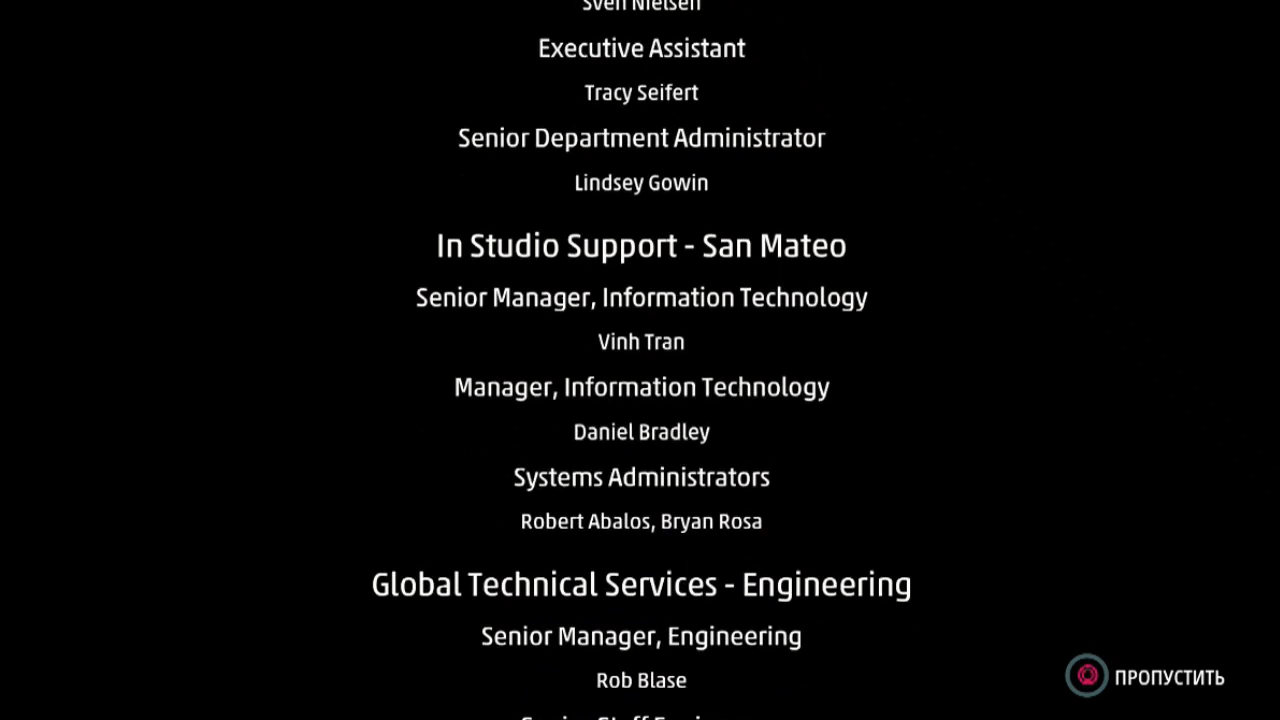 Sven Nielsen
Executive Assistant
Tracy Seifert
Senior Department Administrator
Lindsey Gowin
In Studio Support - San Mateo
Senior Manager, Information Technology
Vinh Tran
Manager, Information Technology
Daniel Bradley
Systems Administrators
Robert Abalos, Bryan Rosa
Global Technical Services - Engineering
Senior Manager, Engineering
Rob Blase
ПРОПУСТИТЬ